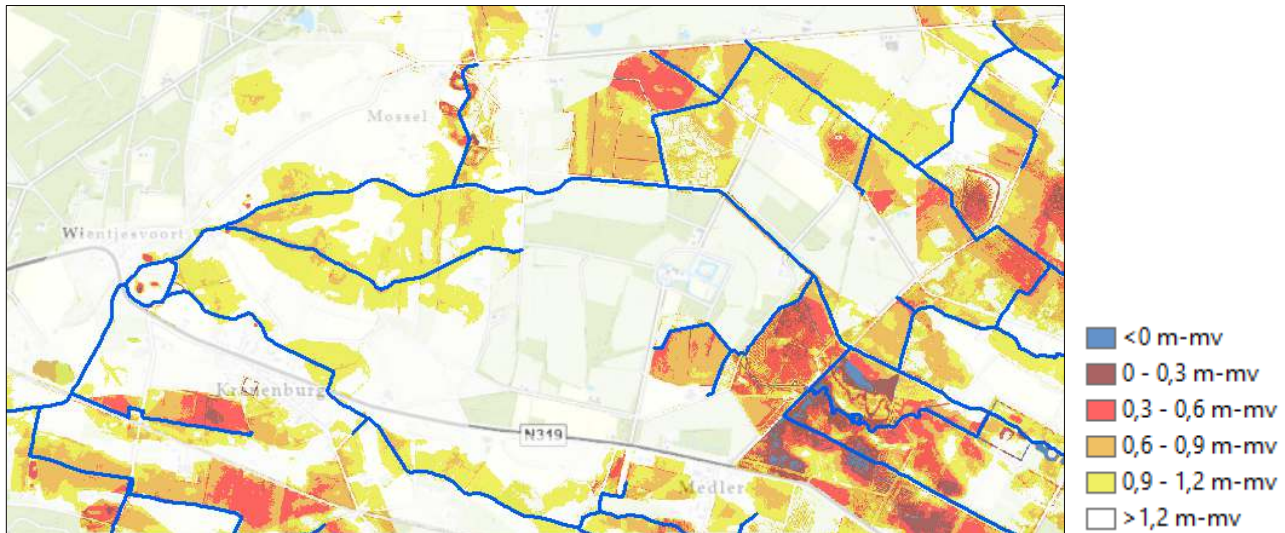 Mossel
Wientjesvoort
Kranenburg
N319
Medler
<0 m-mv
0 - 0,3 m-mv
0,3 - 0,6 m-mv
0,6 - 0,9 m-mv
0,9 - 1,2 m-mv
>1,2 m-mv